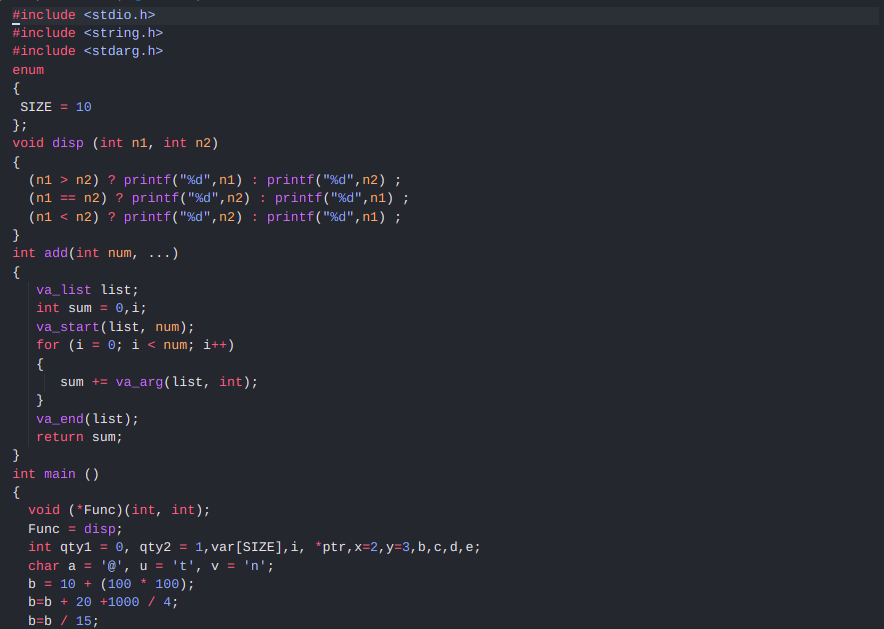 #include <stdio.h>
#include <string.h>
#include <stdarg.h>
enum
{
 SIZE = 10
};
void disp (int n1, int n2)
{
  (n1 > n2) ? printf("%d",n1) : printf("%d",n2) ;
  (n1 == n2) ? printf("%d",n2) : printf("%d",n1) ;
  (n1 < n2) ? printf("%d",n2) : printf("%d",n1) ;
}
int add(int num, ...)
{
   va_list list;
   int sum = 0,i;
   va_start(list, num);
   for (i = 0; i < num; i++)
   {
      sum += va_arg(list, int);
   }
   va_end(list);
   return sum;
}
int main ()
{
  void (*Func)(int, int);
  Func = disp;
  int qty1 = 0, qty2 = 1,var[SIZE],i, *ptr,x=2,y=3,b,c,d,e;
  char a = '@', u = 't', v = 'n';
  b = 10 + (100 * 100);
  b=b + 20 +1000 / 4;
  b=b / 15;